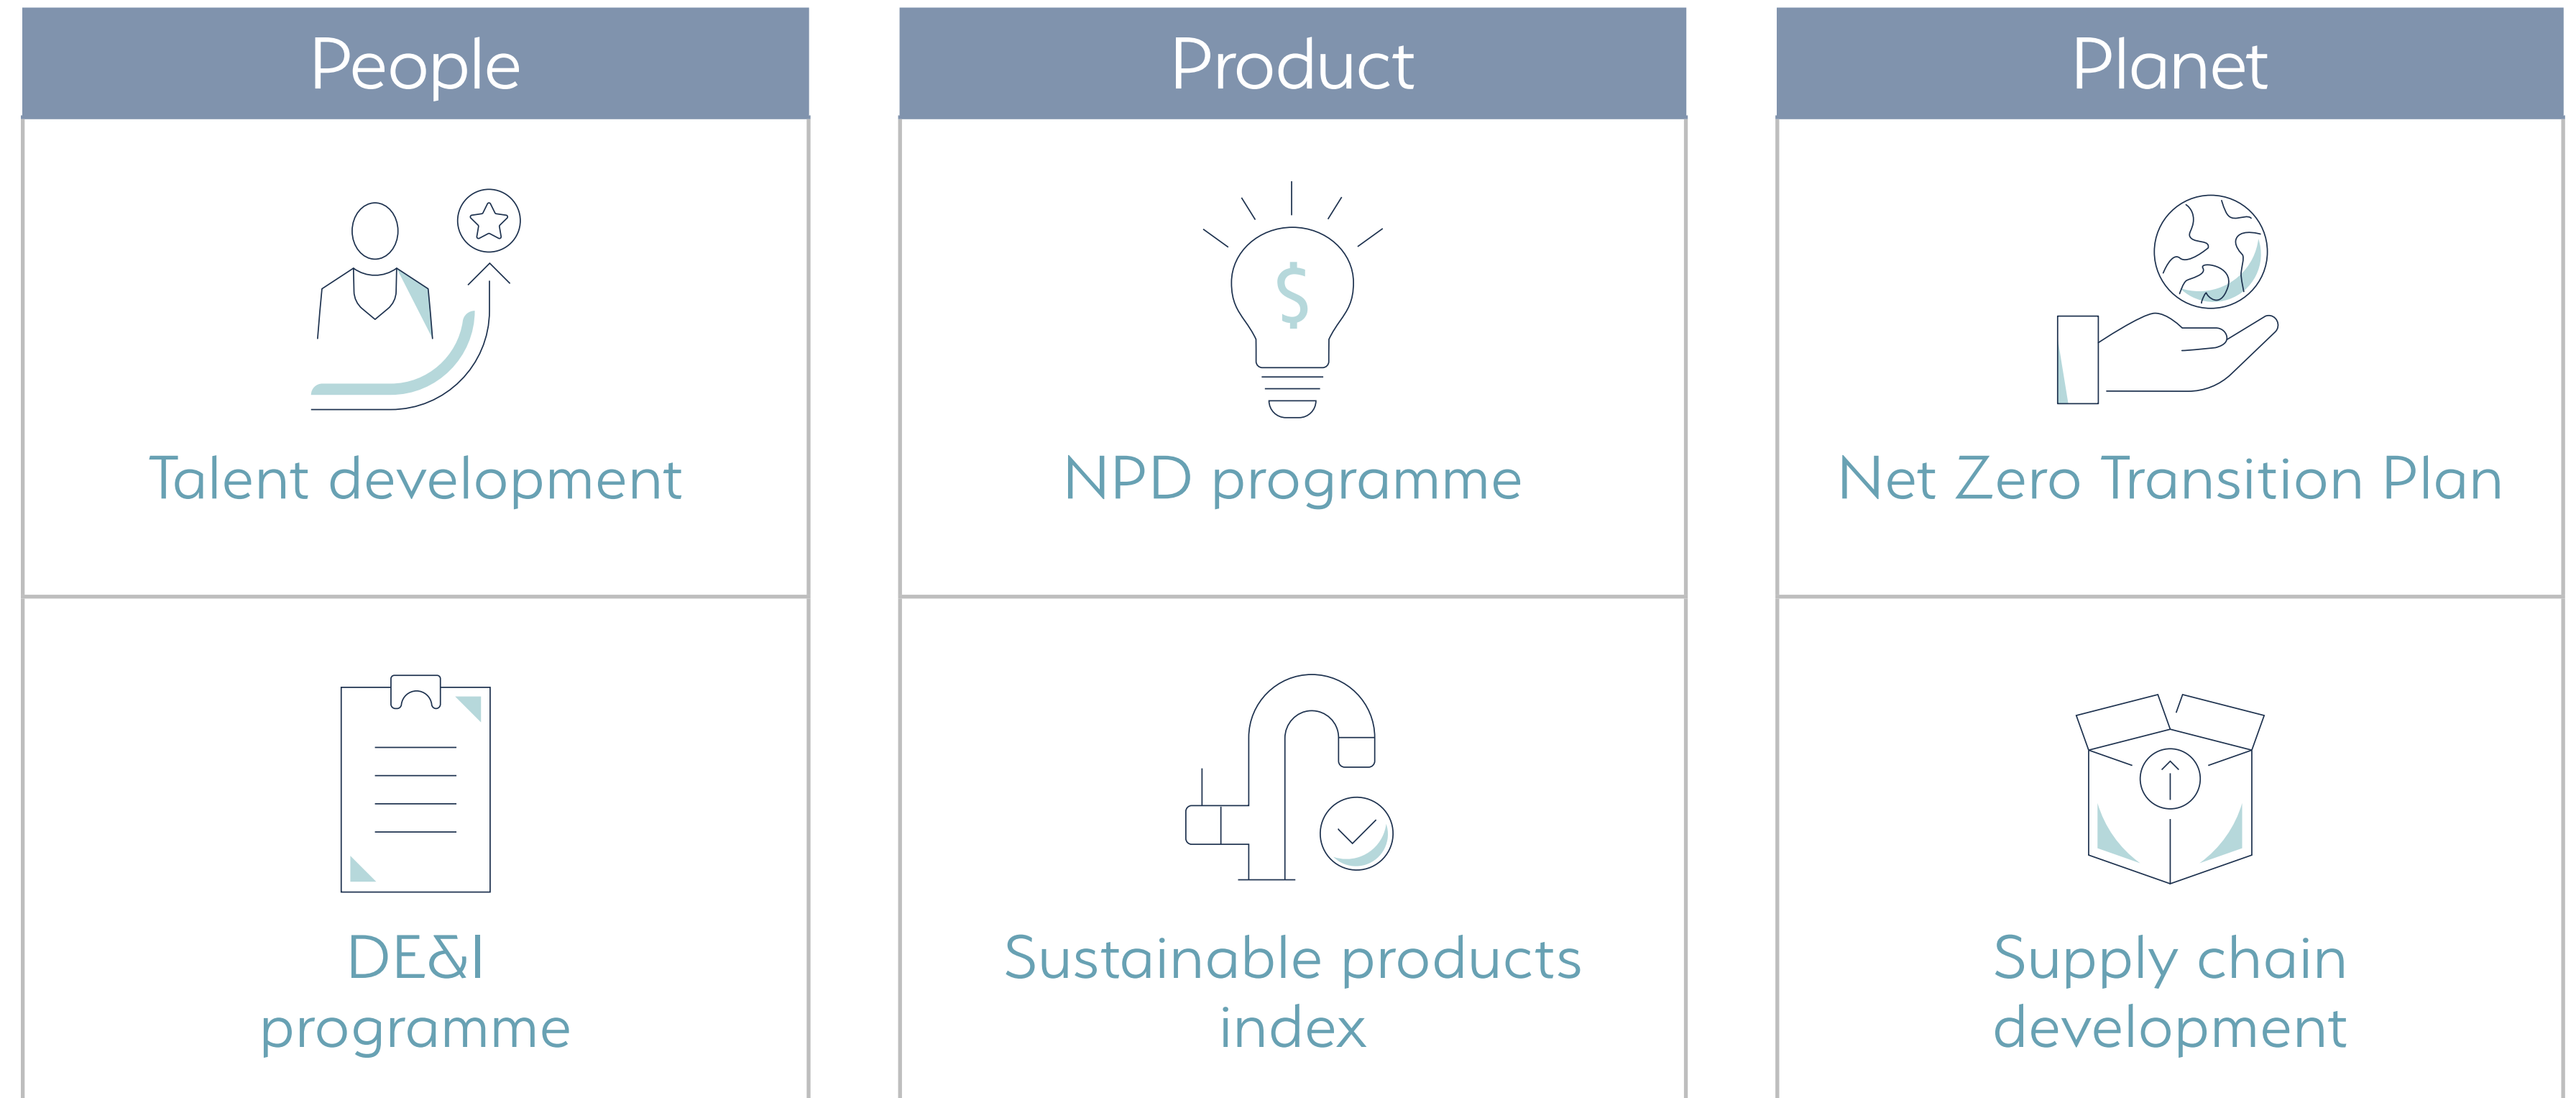 People
Talent development
DE&I
programme
Product
$
NPD programme
Sustainable products
index
Planet
Net Zero Transition Plan
Supply chain
development